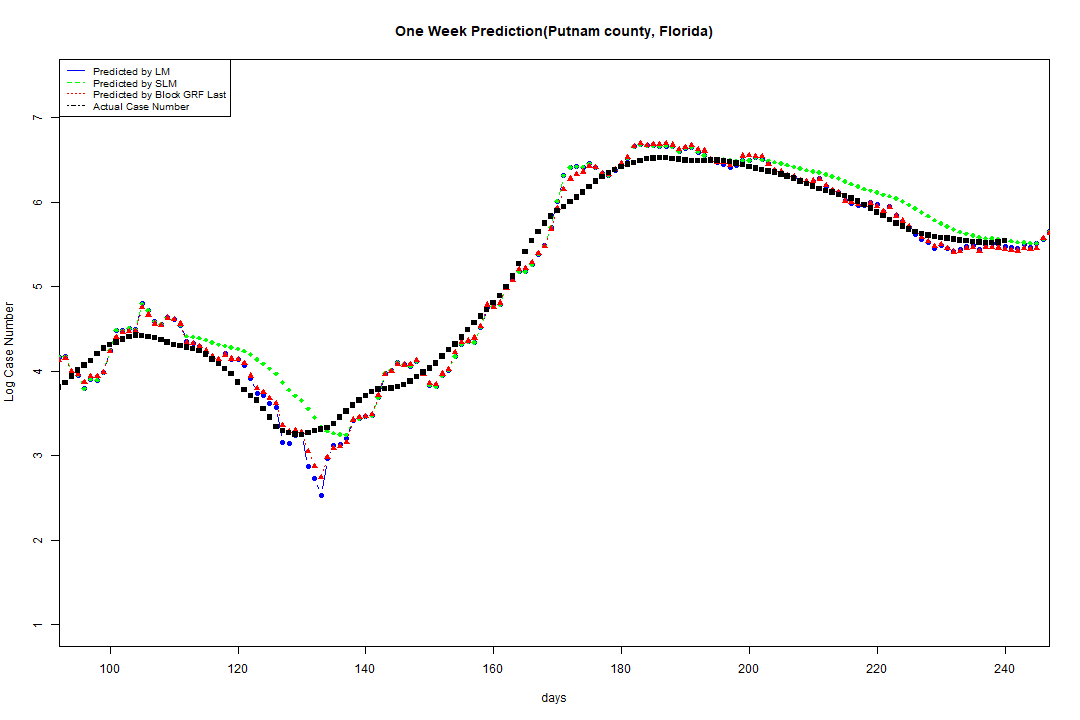 One Week Prediction(Putnam county, Florida)
Predicted by LM
Predicted by SLM
Predicted by Block GRF Last
Actual Case Number
7
6
5
4
3
2
1
Log Case Number
100 120 140 160 180 200 220 240
days